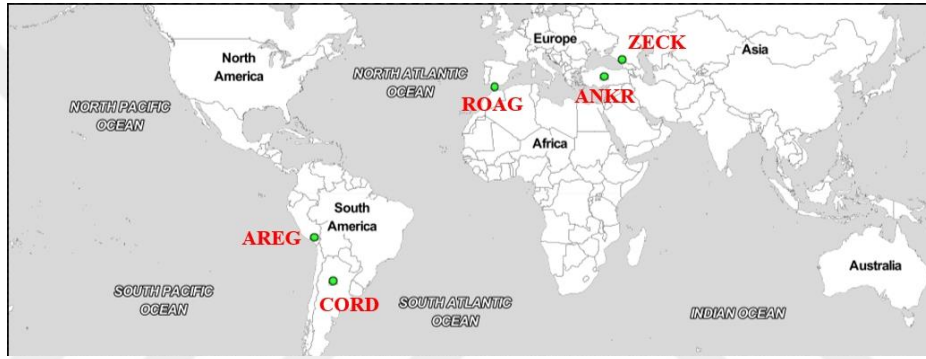 Europe
ZECK
Asia
North
America
NORTH ATLANTIC
OCEAN
ROAG
ANKR
NORTH PACIFIC
OCEAN
Africa
South
America
AREG
Australia
SOUTH PACIFIC
OCEAN
CORD
SOUTH ATLANTIC
OCEAN
INDIAN OCEAN